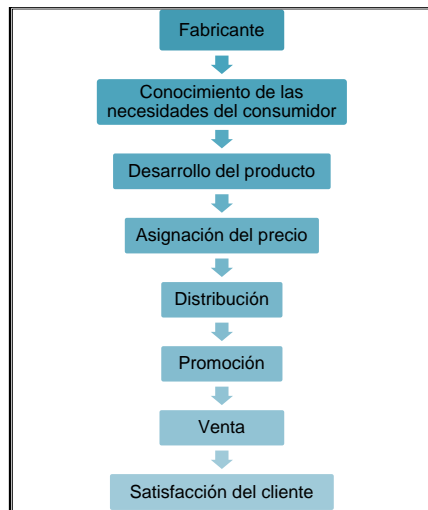 Fabricante
Conocimiento de las
necesidades del consumidor
Desarrollo del producto
Asignación del precio
Distribución
Promoción
Venta
Satisfacción del cliente